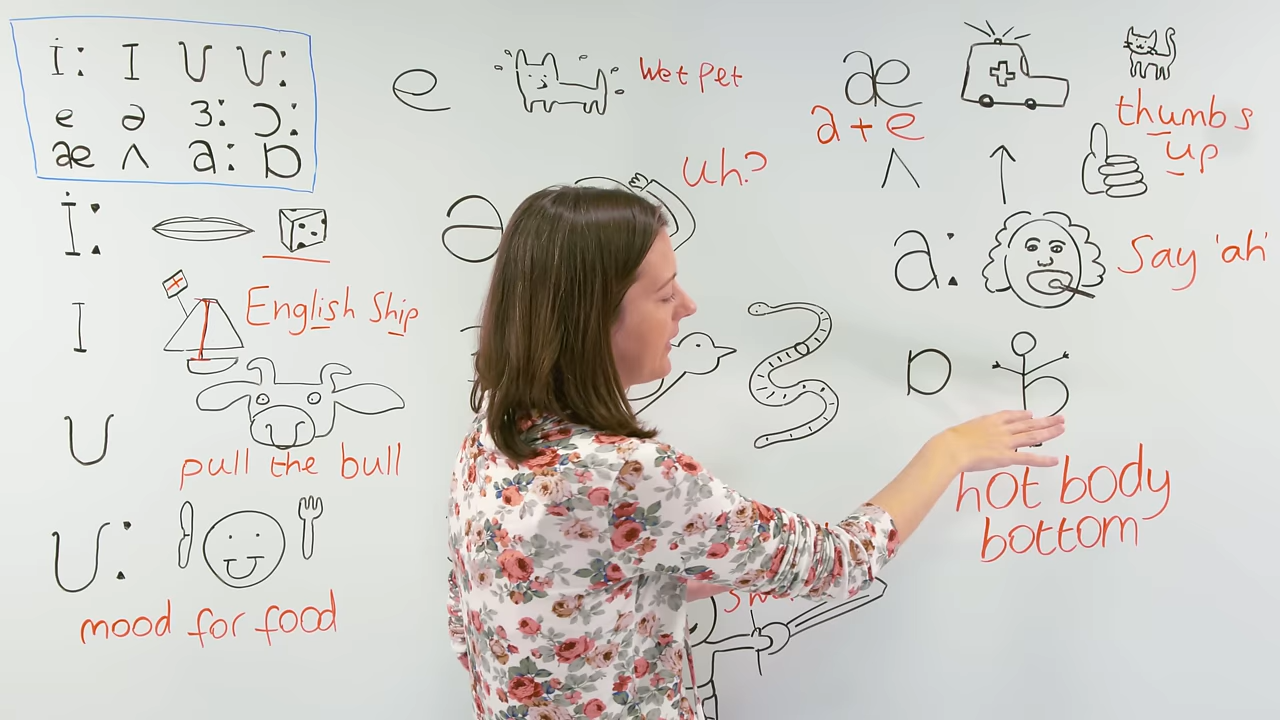 i: I ʊ ʊ:
e ə ɜ: ɔ:
æ ʌ a: ɒ
i:
I
English Ship
ʊ
pull the bull
ʊ:
mood for food
e
wet pet
ə
uh?
æ
a + e
thumbs
up
ʌ
a:
Say 'ah'
ɒ
hot body
bottom